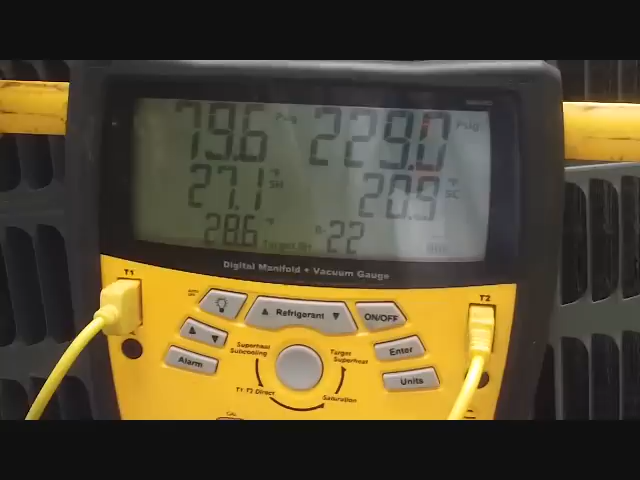 79.6 Psig 229.0 Psig
27.1 °F SH 20.9 °F SC
28.6 °F Target SH R-22
Digital Manifold • Vacuum Gauge
T1
T2
▲ Refrigerant ▼
ON/OFF
▲ ▼
Alarm
Superheat
Subcooling
Target
Superheat
Enter
Units
T1 T2 Direct
Saturation